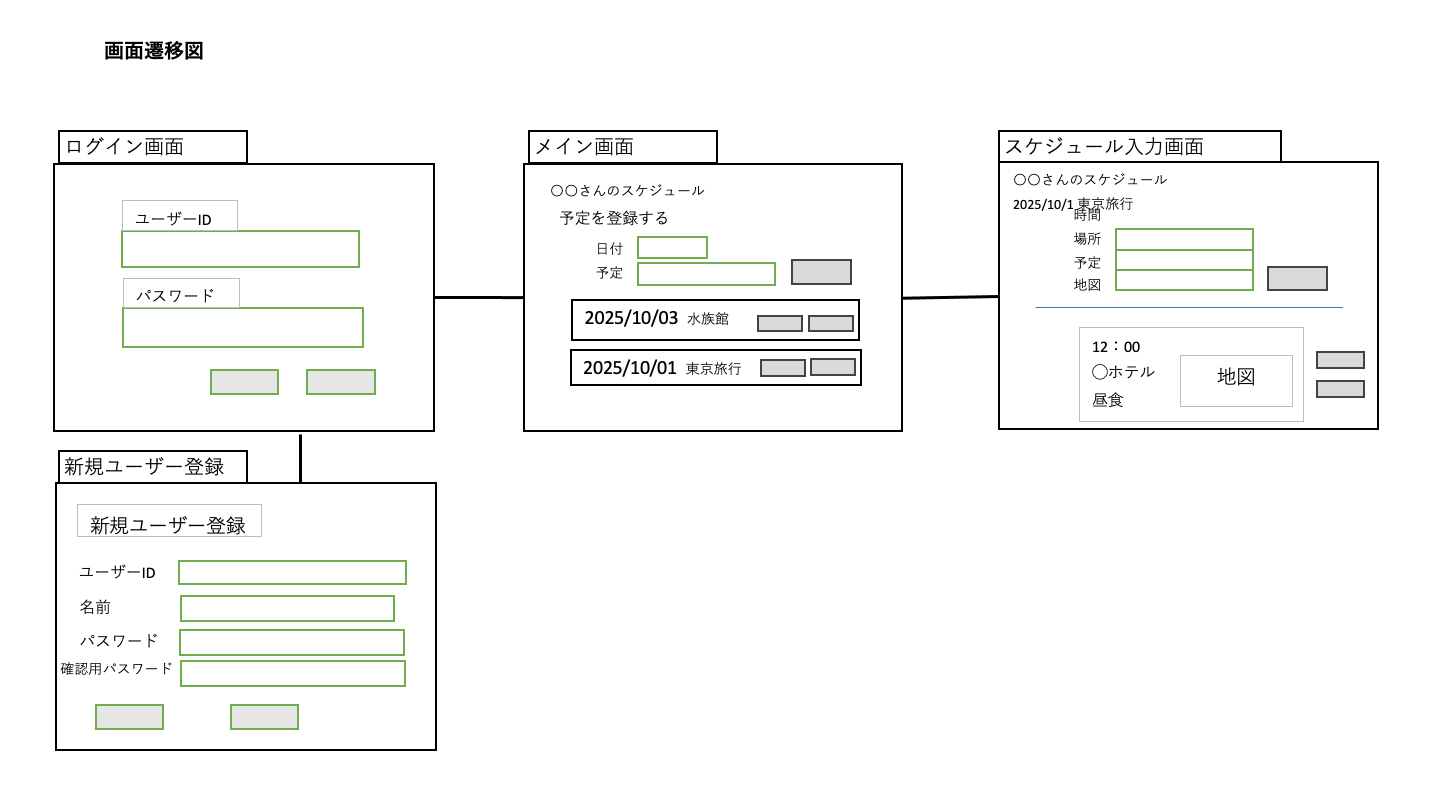 画面遷移図
ログイン画面
ユーザーID
パスワード
メイン画面
〇〇さんのスケジュール
予定を登録する
日付
予定
2025/10/03 水族館
2025/10/01 東京旅行
スケジュール入力画面
〇〇さんのスケジュール
2025/10/1 東京旅行
時間
場所
予定
地図
12：00
◯ホテル
昼食
地図
新規ユーザー登録
新規ユーザー登録
ユーザーID
名前
パスワード
確認用パスワード